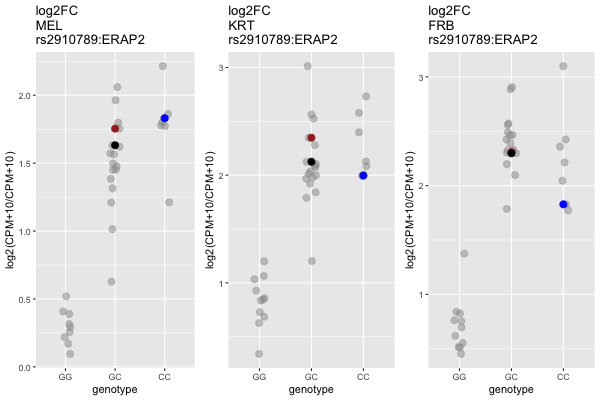 log2FC
MEL
rs2910789:ERAP2
log2(CPM+10/CPM+10)
2.0
1.5
1.0
0.5
0.0
GG GC CC
genotype
log2FC
KRT
rs2910789:ERAP2
log2(CPM+10/CPM+10)
3
2
1
GG GC CC
genotype
log2FC
FRB
rs2910789:ERAP2
log2(CPM+10/CPM+10)
3
2
1
GG GC CC
genotype